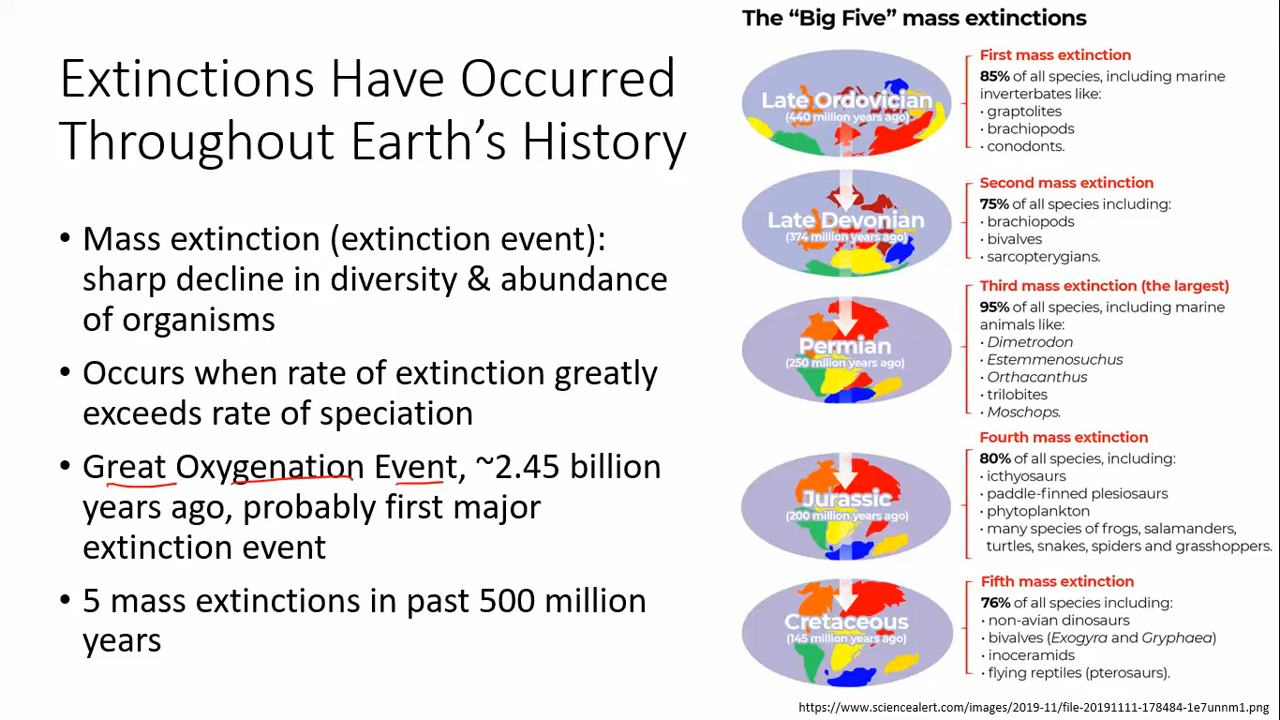 Extinctions Have Occurred
Throughout Earth's History
• Mass extinction (extinction event):
sharp decline in diversity & abundance
of organisms
• Occurs when rate of extinction greatly
exceeds rate of speciation
• Great Oxygenation Event, ~2.45 billion
years ago, probably first major
extinction event
• 5 mass extinctions in past 500 million
years
The “Big Five” mass extinctions
Late Ordovician
(440 million years ago)
First mass extinction
85% of all species, including marine
inverterbates like:
• graptolites
• brachiopods
• conodonts.
Late Devonian
(374 million years ago)
Second mass extinction
75% of all species including:
• brachiopods
• bivalves
• sarcopterygians.
Permian
(250 million years ago)
Third mass extinction (the largest)
95% of all species, including marine
animals like:
• Dimetrodon
• Estemmenosuchus
• Orthacanthus
• trilobites
• Moschops.
Jurassic
(200 million years ago)
Fourth mass extinction
80% of all species, including:
• icthyosaurs
• paddle-finned plesiosaurs
• phytoplankton
• many species of frogs, salamanders,
turtles, snakes, spiders and grasshoppers.
Cretaceous
(145 million years ago)
Fifth mass extinction
76% of all species including:
• non-avian dinosaurs
• bivalves (Exogyra and Gryphaea)
• inoceramids
• flying reptiles (pterosaurs).
https://www.sciencealert.com/images/2019-11/file-20191111-178484-1e7unnm1.png